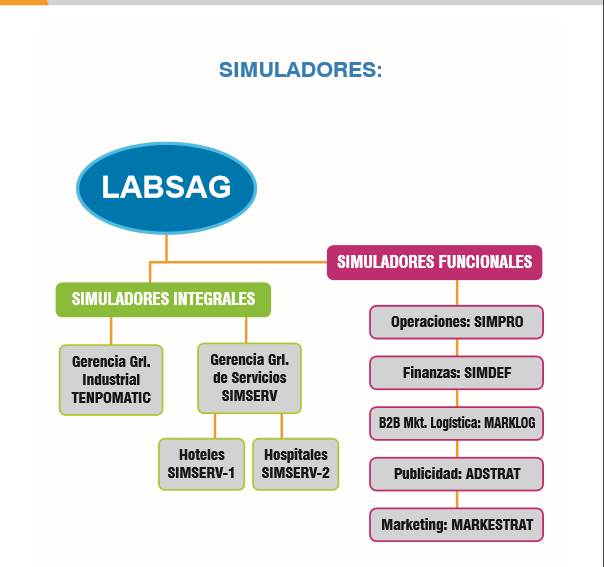 SIMULADORES:
LABSAG
SIMULADORES INTEGRALES
Gerencia Grl.
Industrial
TENPOMATIC
Gerencia Grl.
de Servicios
SIMSERV
Hoteles
SIMSERV-1
Hospitales
SIMSERV-2
SIMULADORES FUNCIONALES
Operaciones: SIMPRO
Finanzas: SIMDEF
B2B Mkt. Logística: MARKLOG
Publicidad: ADSTRAT
Marketing: MARKESTRAT